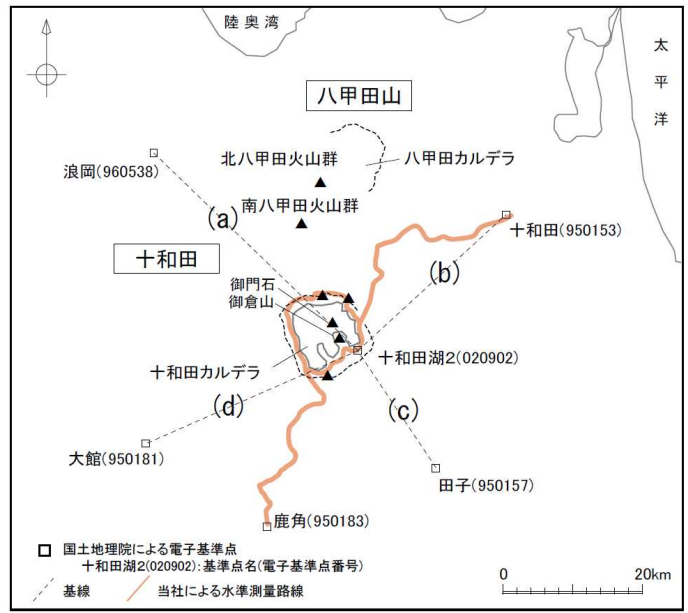 陸奥湾
太平洋
八甲田山
北八甲田火山群
八甲田カルデラ
浪岡(960538)
南八甲田火山群
(a)
十和田(950153)
十和田
(b)
御門石
御倉山
十和田湖2(020902)
十和田カルデラ
(d)
(c)
大館(950181)
田子(950157)
鹿角(950183)
国土地理院による電子基準点
十和田湖2(020902):基準点名(電子基準点番号)
基線
当社による水準測量路線
0
20km